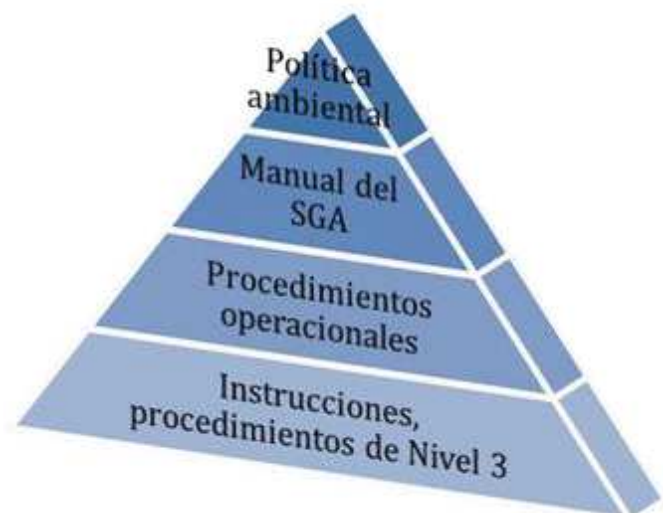 Política
ambiental
Manual del
SGA
Procedimientos
operacionales
Instrucciones,
procedimientos de Nivel 3